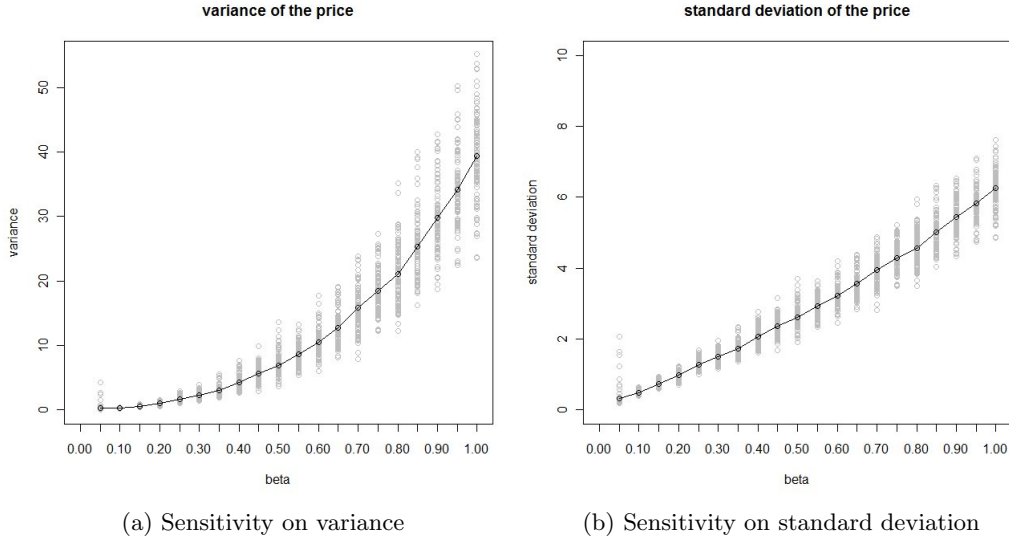 variance of the price
variance
50
40
30
20
10
0
0.00 0.10 0.20 0.30 0.40 0.50 0.60 0.70 0.80 0.90 1.00
beta
(a) Sensitivity on variance
standard deviation of the price
standard deviation
10
8
6
4
2
0
0.00 0.10 0.20 0.30 0.40 0.50 0.60 0.70 0.80 0.90 1.00
beta
(b) Sensitivity on standard deviation